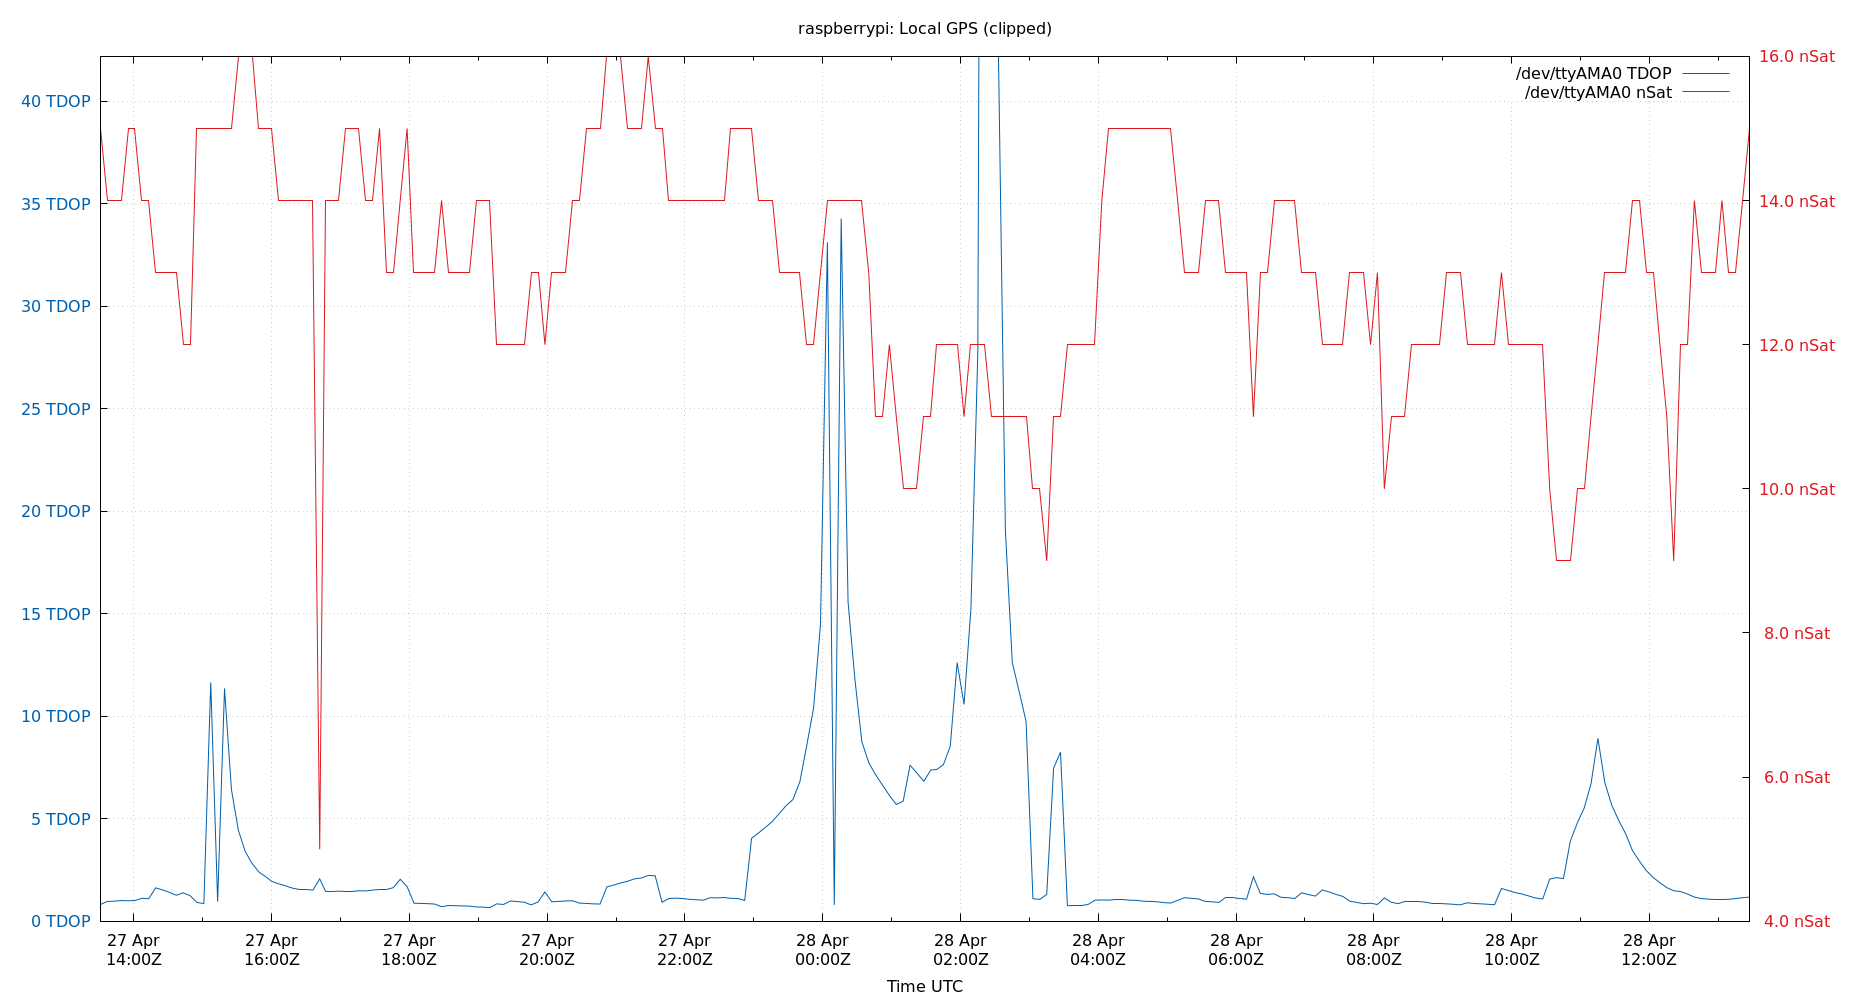 raspberrypi: Local GPS (clipped)
16.0 nSat
/dev/ttyAMA0 TDOP
/dev/ttyAMA0 nSat
40 TDOP
35 TDOP
14.0 nSat
30 TDOP
12.0 nSat
25 TDOP
10.0 nSat
20 TDOP
15 TDOP
8.0 nSat
10 TDOP
6.0 nSat
5 TDOP
0 TDOP
4.0 nSat
27 Apr
14:00Z
27 Apr
16:00Z
27 Apr
18:00Z
27 Apr
20:00Z
27 Apr
22:00Z
28 Apr
00:00Z
28 Apr
02:00Z
28 Apr
04:00Z
28 Apr
06:00Z
28 Apr
08:00Z
28 Apr
10:00Z
28 Apr
12:00Z
Time UTC